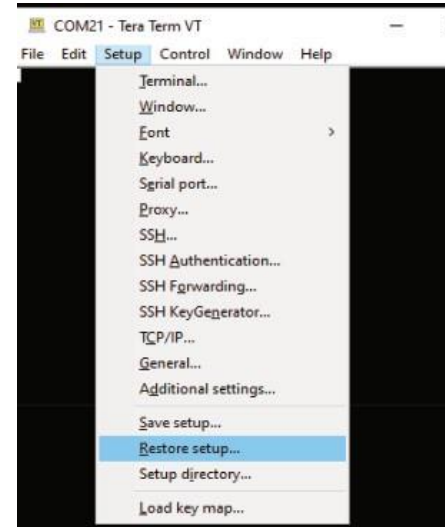 COM21 - Tera Term VT
File Edit Setup Control Window Help
Terminal...
Window...
Font
Keyboard...
Serial port...
Proxy...
SSH...
SSH Authentication...
SSH Forwarding...
SSH KeyGenerator...
TCP/IP...
General...
Additional settings...
Save setup...
Restore setup...
Setup directory...
Load key map...